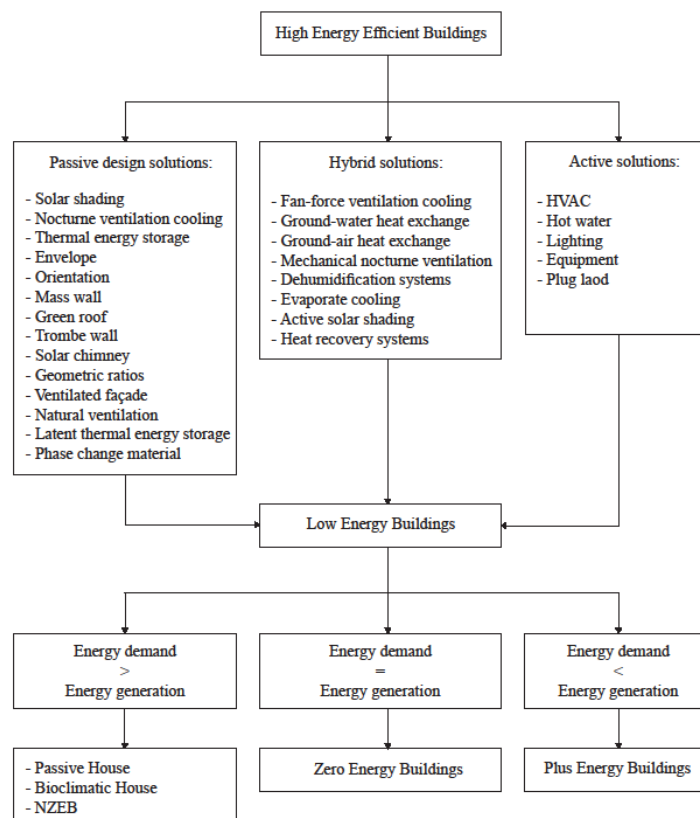 High Energy Efficient Buildings
Passive design solutions:
- Solar shading
- Nocturne ventilation cooling
- Thermal energy storage
- Envelope
- Orientation
- Mass wall
- Green roof
- Trombe wall
- Solar chimney
- Geometric ratios
- Ventilated façade
- Natural ventilation
- Latent thermal energy storage
- Phase change material
Hybrid solutions:
- Fan-force ventilation cooling
- Ground-water heat exchange
- Ground-air heat exchange
- Mechanical nocturne ventilation
- Dehumidification systems
- Evaporate cooling
- Active solar shading
- Heat recovery systems
Active solutions:
- HVAC
- Hot water
- Lighting
- Equipment
- Plug laod
Low Energy Buildings
Energy demand
>
Energy generation
Energy demand
=
Energy generation
Energy demand
<
Energy generation
- Passive House
- Bioclimatic House
- NZEB
Zero Energy Buildings
Plus Energy Buildings